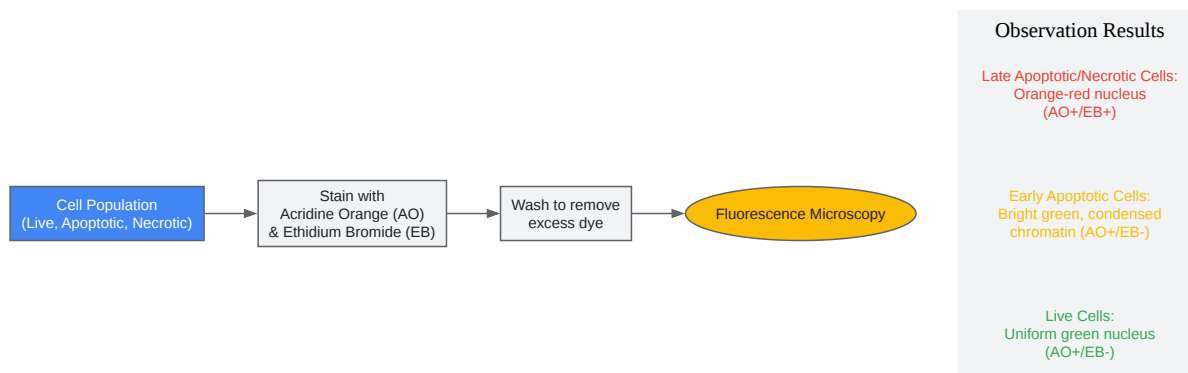 Cell Population
(Live, Apoptotic, Necrotic)
Stain with
Acridine Orange (AO)
& Ethidium Bromide (EB)
Wash to remove
excess dye
Fluorescence Microscopy
Observation Results
Late Apoptotic/Necrotic Cells:
Orange-red nucleus
(AO+/EB+)
Early Apoptotic Cells:
Bright green, condensed
chromatin (AO+/EB-)
Live Cells:
Uniform green nucleus
(AO+/EB-)